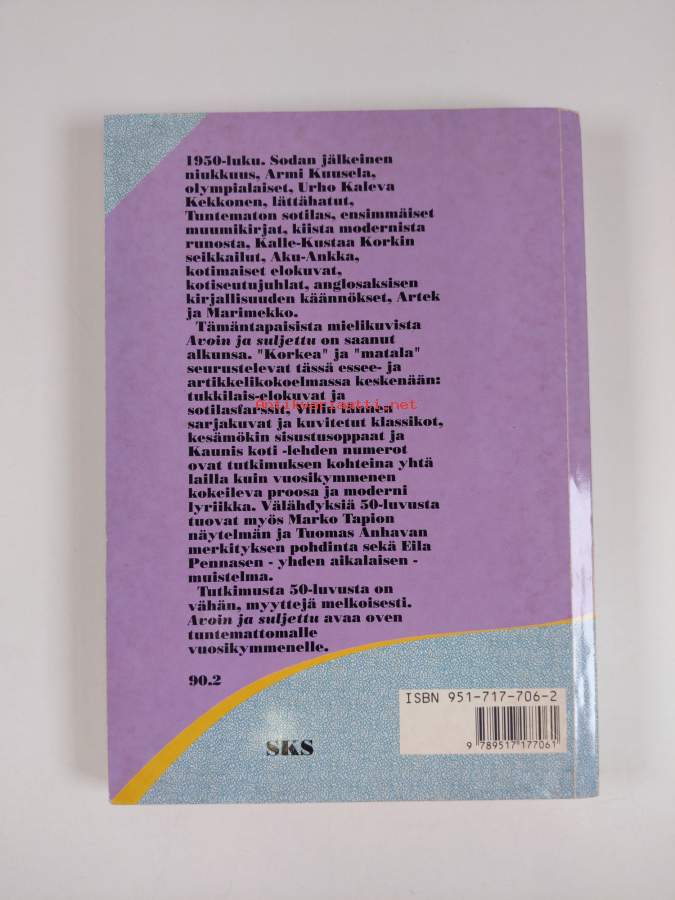 1950-luku. Sodan jälkeinen
niukkuus, Armi Kuusela,
olympialaiset, Urho Kaleva
Kekkonen, lättähatut,
Tuntematon sotilas, ensimmäiset
muumikirjat, kiista modernista
runosta, Kalle-Kustaa Korkin
seikkailut, Aku-Ankka,
kotimaiset elokuvat,
kotiseutujuhlat, anglosaksisen
kirjallisuuden käännökset, Artek
ja Marimekko.
Tämäntapaisista mielikuvista
Avoin ja suljettu on saanut
alkunsa. "Korkea" ja "matala"
seurustelevat tässä essee- ja
artikkelikokoelmassa keskenään:
tukkilais-elokuvat ja
sotilasfarssit, Villin lännen
Antikvariaatti.net
sarjakuvat ja kuvitetut klassikot,
kesämökin sisustusoppaat ja
Kaunis koti -lehden numerot
ovat tutkimuksen kohteina yhtä
lailla kuin vuosikymmenen
kokeileva proosa ja moderni
lyriikka. Välähdyksiä 50-luvusta
tuovat myös Marko Tapion
näytelmän ja Tuomas Anhavan
merkityksen pohdinta sekä Eila
Pennasen - yhden aikalaisen -
muistelma.
Tutkimusta 50-luvusta on
vähän, myyttejä melkoisesti.
Avoin ja suljettu avaa oven
tuntemattomalle
vuosikymmenelle.
90.2
SKS
ISBN 951-717-706-2
9 789517 177061